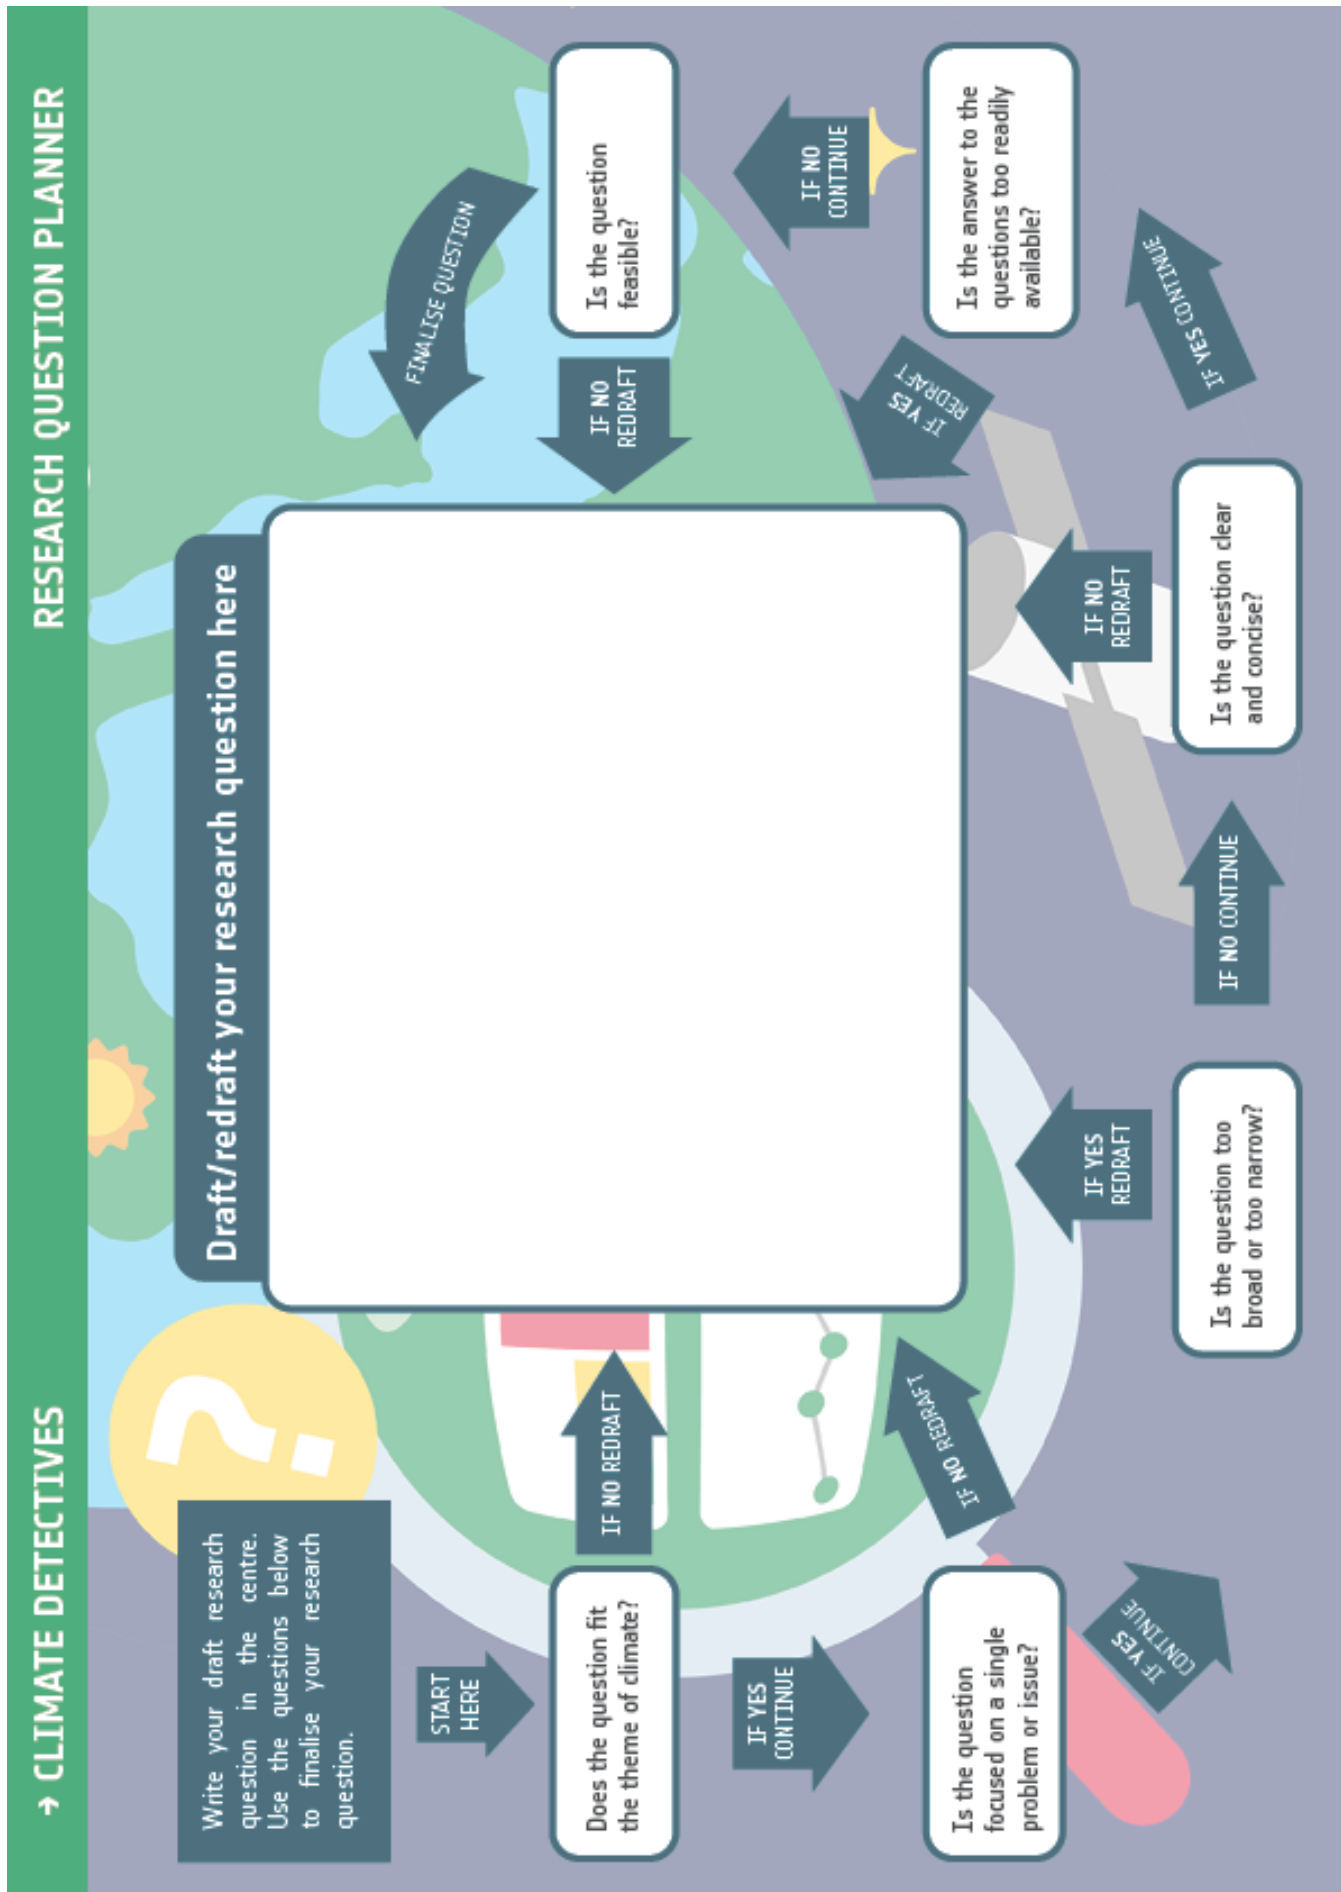 → CLIMATE DETECTIVES
RESEARCH QUESTION PLANNER
Write your draft research
question in the centre.
Use the questions below
to finalise your research
question.
Draft/redraft your research question here
START
HERE
Does the question fit
the theme of climate?
IF NO REDRAFT
IF YES
CONTINUE
Is the question
focused on a single
problem or issue?
IF NO REDRAFT
IF YES
CONTINUE
Is the question too
broad or too narrow?
IF YES
REDRAFT
IF NO CONTINUE
Is the question clear
and concise?
IF NO
REDRAFT
IF YES CONTINUE
Is the answer to the
questions too readily
available?
IF YES
REDRAFT
IF NO
CONTINUE
Is the question
feasible?
IF NO
REDRAFT
FINALISE QUESTION